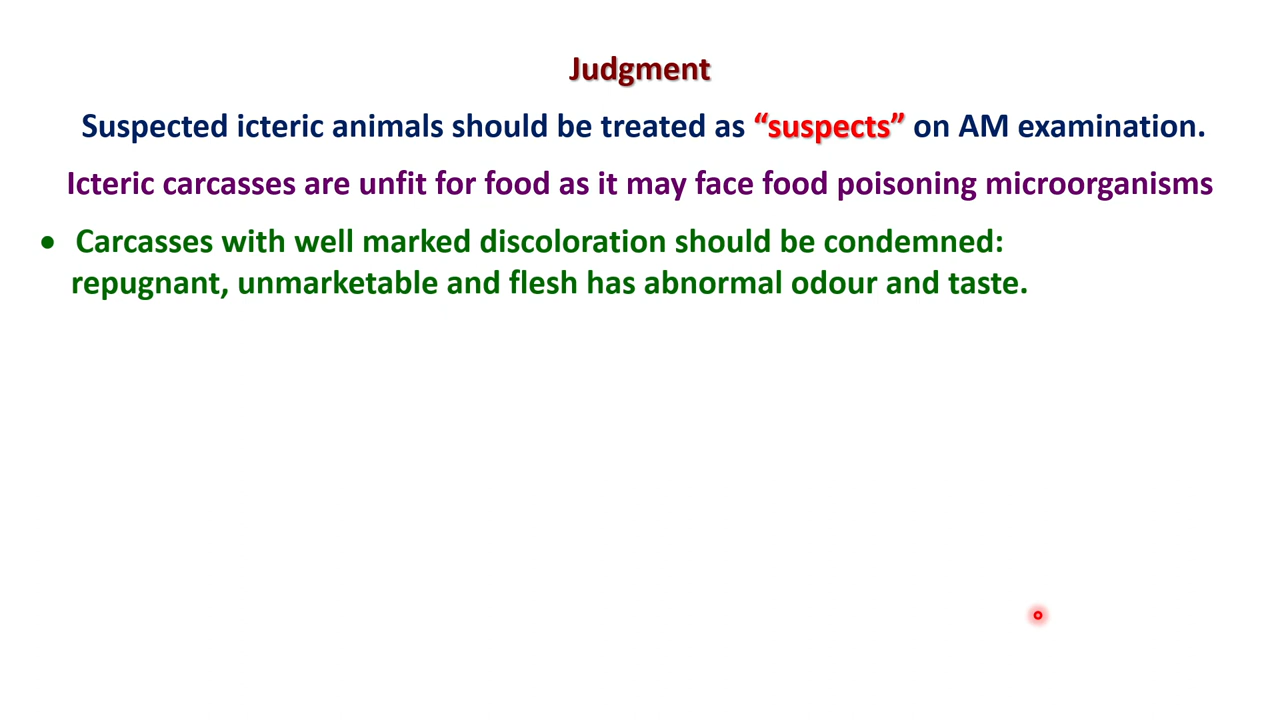 Judgment
Suspected icteric animals should be treated as “suspects” on AM examination.
Icteric carcasses are unfit for food as it may face food poisoning microorganisms
• Carcasses with well marked discoloration should be condemned:
repugnant, unmarketable and flesh has abnormal odour and taste.